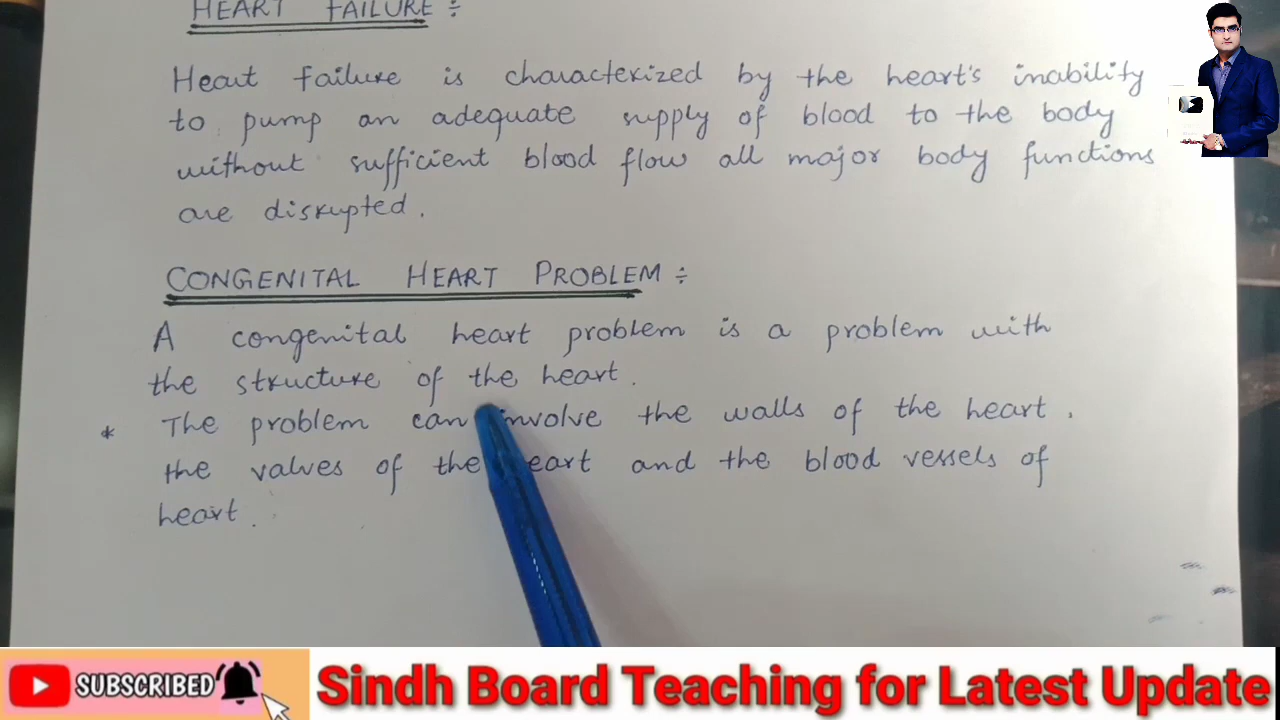 HEART FAILURE ÷
Heart failure is characterized by the heart's inability
to pump an adequate supply of blood to the body
without sufficient blood flow all major body functions
are disrupted.
CONGENITAL HEART PROBLEM ÷
A congenital heart problem is a problem with
the structure of the heart.
* The problem can involve the walls of the heart.
the valves of the heart and the blood vessels of
heart.
SUBSCRIBED
Sindh Board Teaching for Latest Update